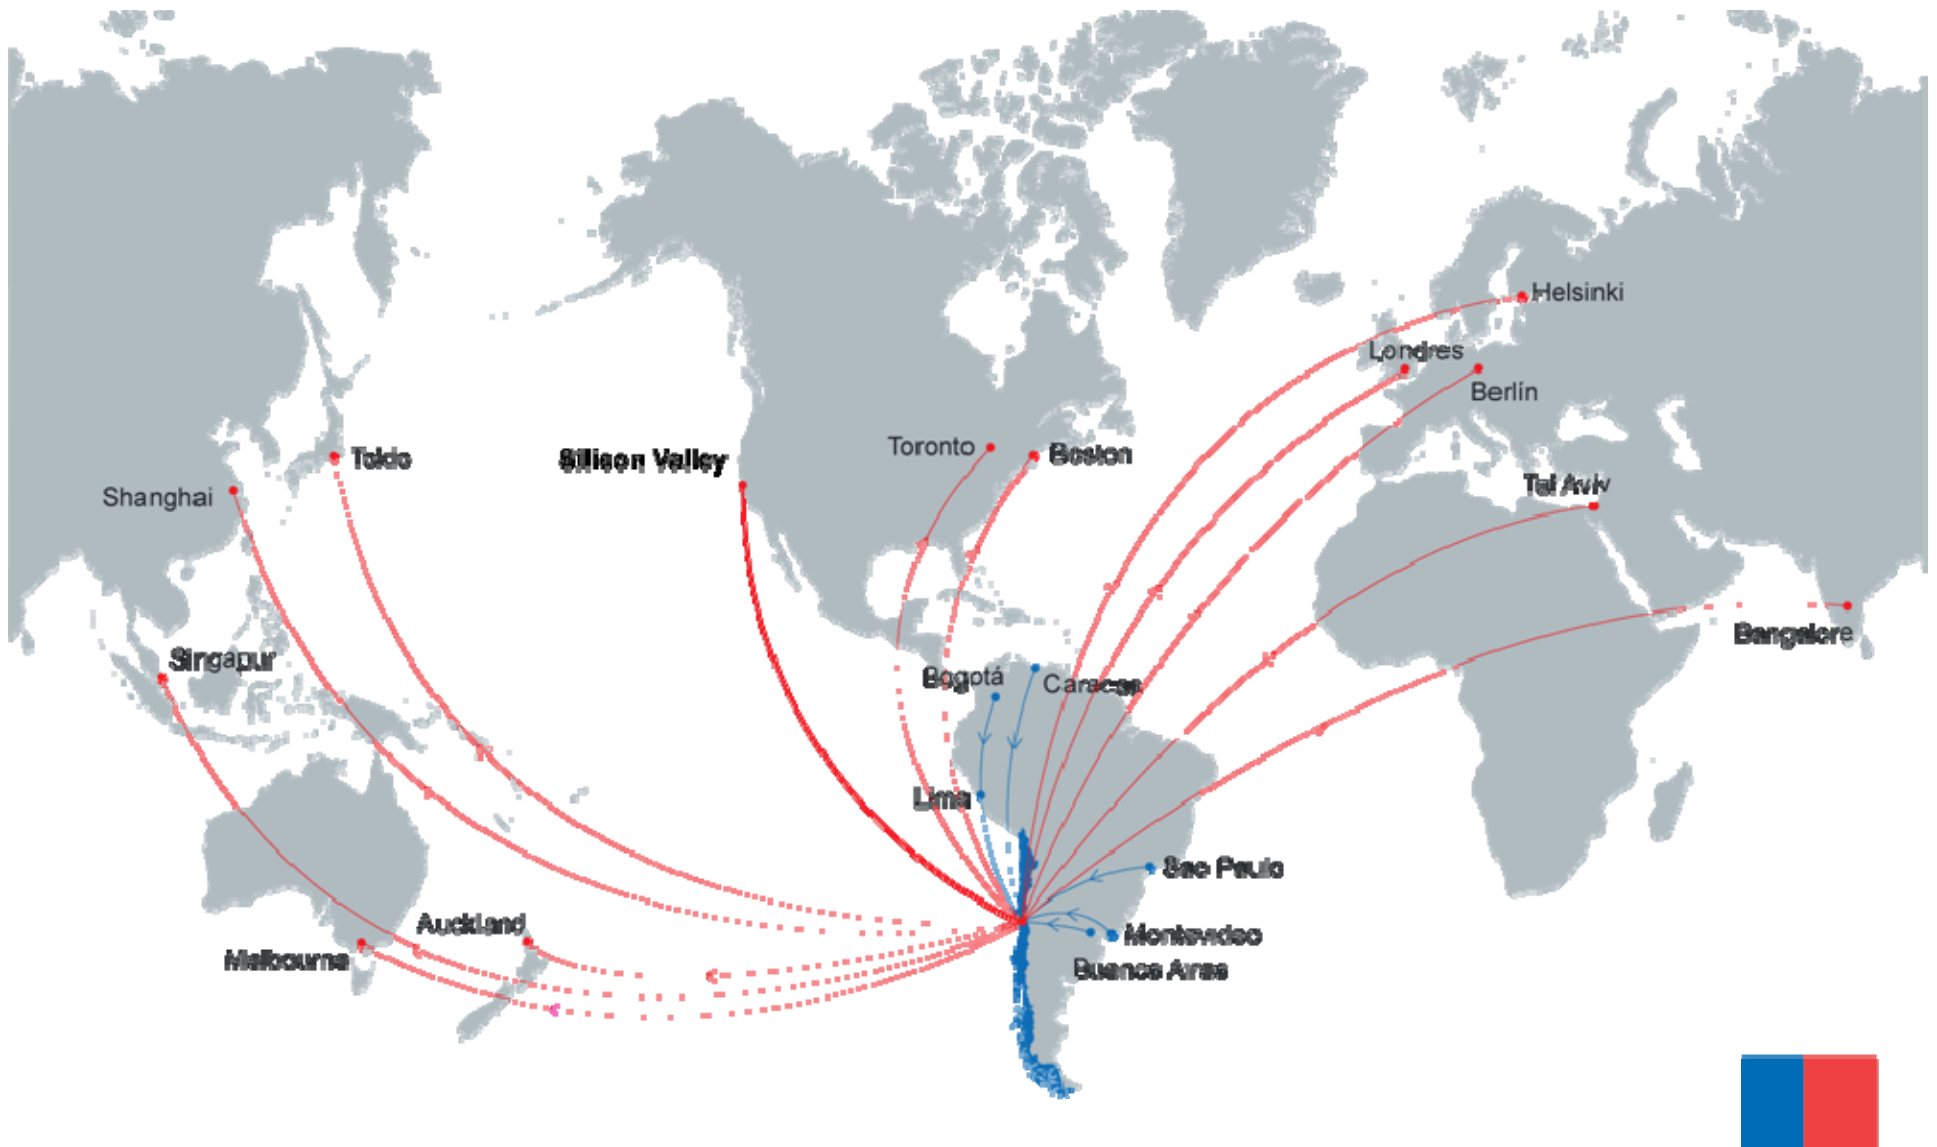 Helsinki
Londres
Berlín
Toronto
Boston
Tokio
Silicon Valley
Tal Aviv
Shanghai
Bangalore
Singapur
Bogotá
Caracas
Lima
Sao Paulo
Auckland
Montevideo
Melbourne
Buenos Aires